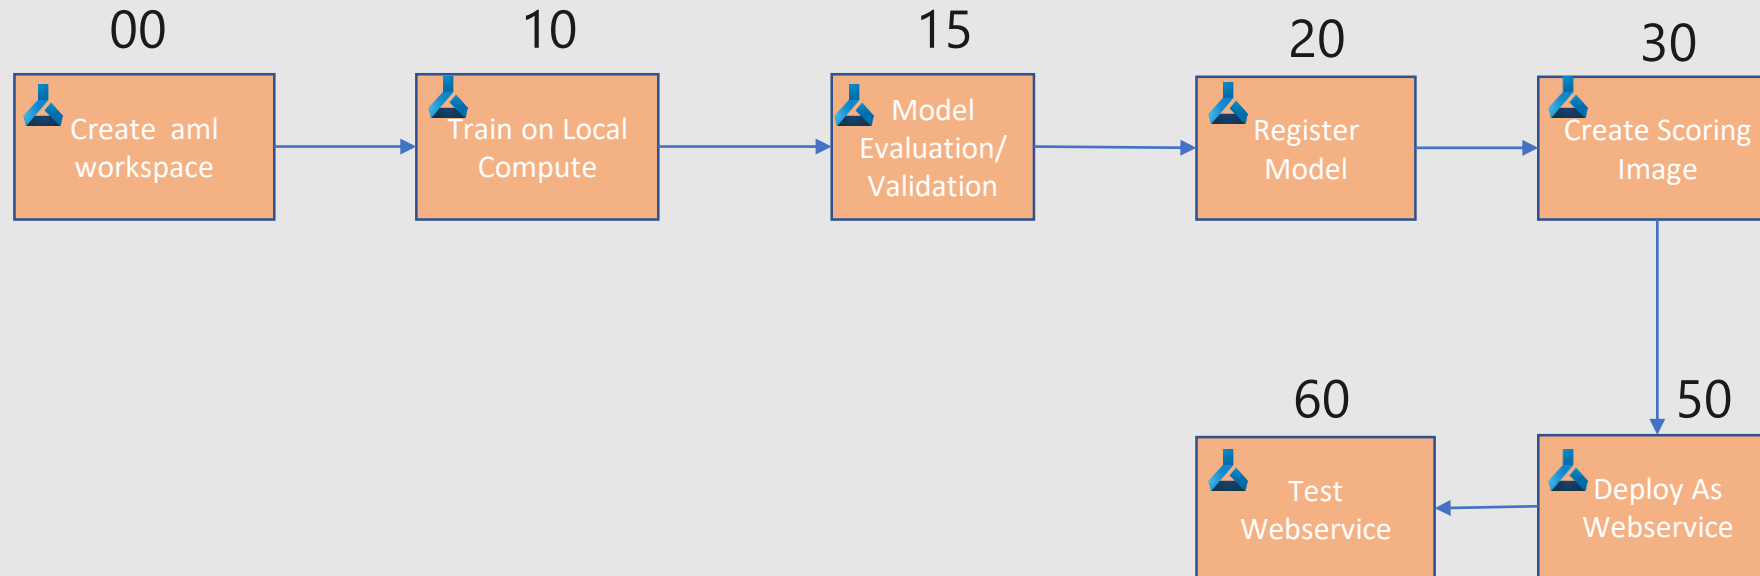 00
Create aml
workspace
10
Train on Local
Compute
15
Model
Evaluation/
Validation
20
Register
Model
30
Create Scoring
Image
50
Deploy As
Webservice
60
Test
Webservice